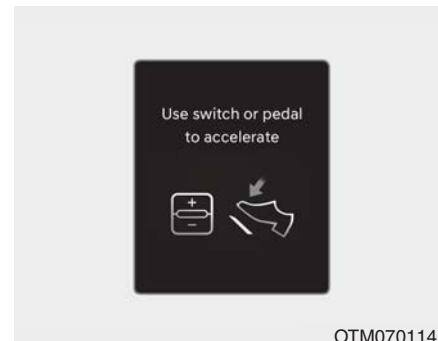 Use switch or pedal
to accelerate
+
-
OTM070114